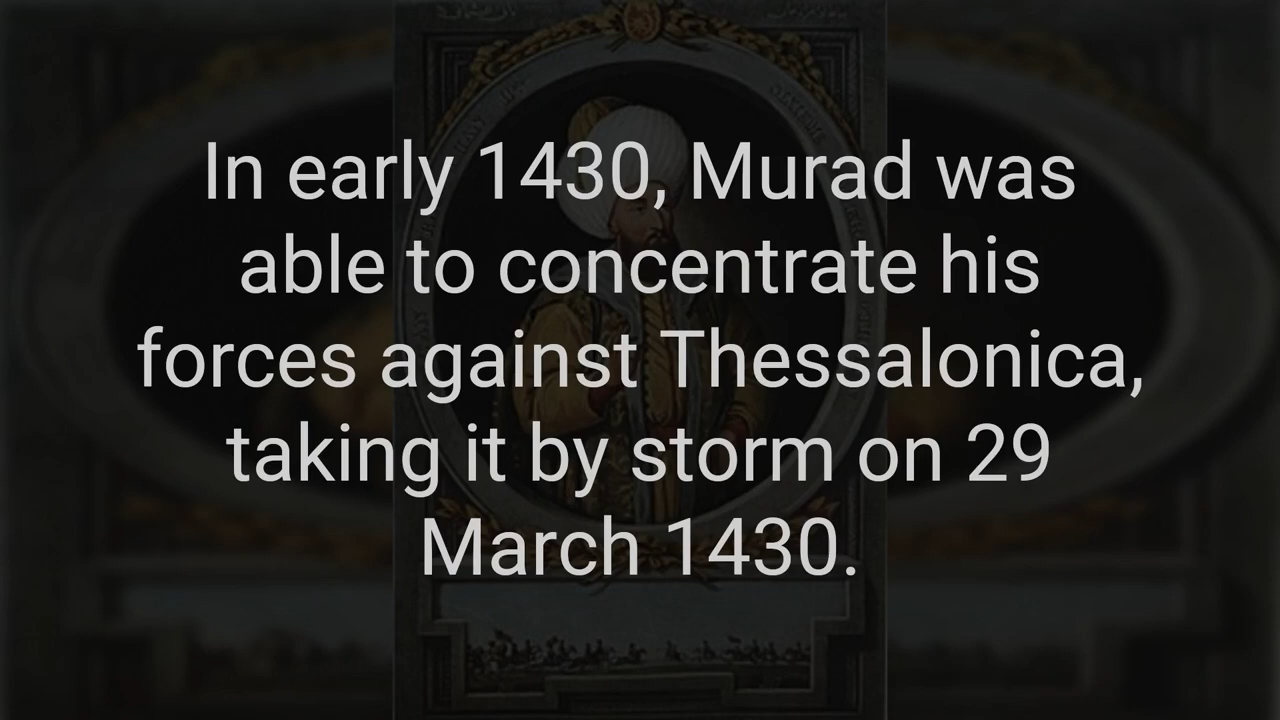 In early 1430, Murad was
able to concentrate his
forces against Thessalonica,
taking it by storm on 29
March 1430.